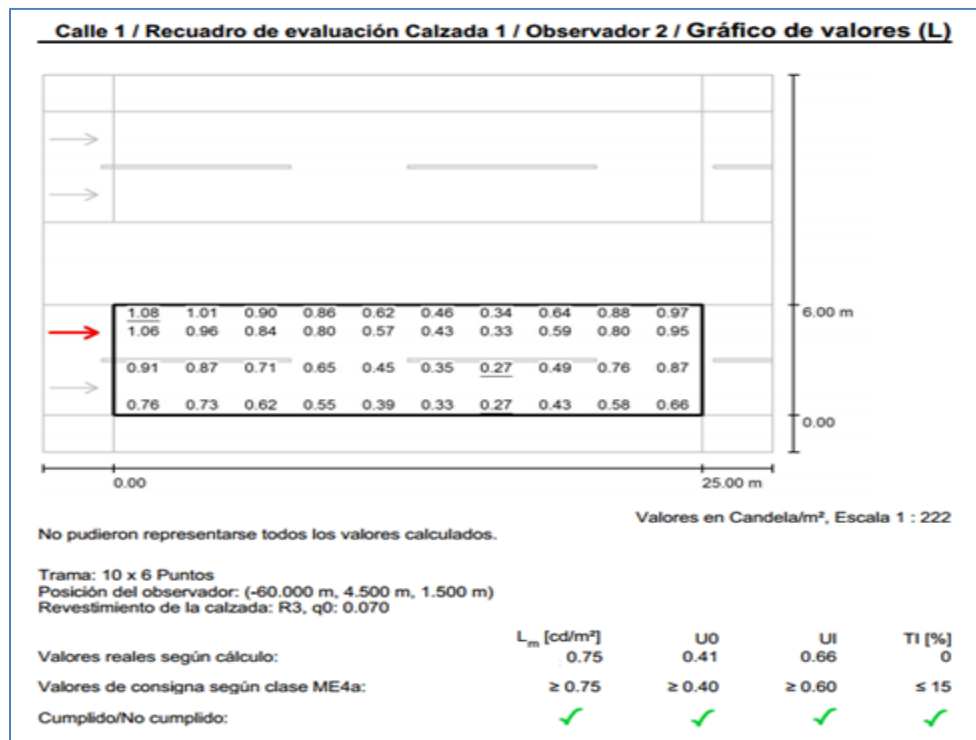 Calle 1 / Recuadro de evaluación Calzada 1 / Observador 2 / Gráfico de valores (L)
1.08 1.01 0.90 0.86 0.62 0.46 0.34 0.64 0.88 0.97
6.00 m
1.06 0.96 0.84 0.80 0.57 0.43 0.33 0.59 0.80 0.95
0.91 0.87 0.71 0.65 0.45 0.35 0.27 0.49 0.76 0.87
0.76 0.73 0.62 0.55 0.39 0.33 0.27 0.43 0.58 0.66
0.00
0.00 25.00 m
Valores en Candela/m², Escala 1 : 222
No pudieron representarse todos los valores calculados.
Trama: 10 x 6 Puntos
Posición del observador: (-60.000 m, 4.500 m, 1.500 m)
Revestimiento de la calzada: R3, q0: 0.070
Lm [cd/m²] U0 UI TI [%]
Valores reales según cálculo: 0.75 0.41 0.66 0
Valores de consigna según clase ME4a: ≥ 0.75 ≥ 0.40 ≥ 0.60 ≤ 15
Cumplido/No cumplido: ✓ ✓ ✓ ✓